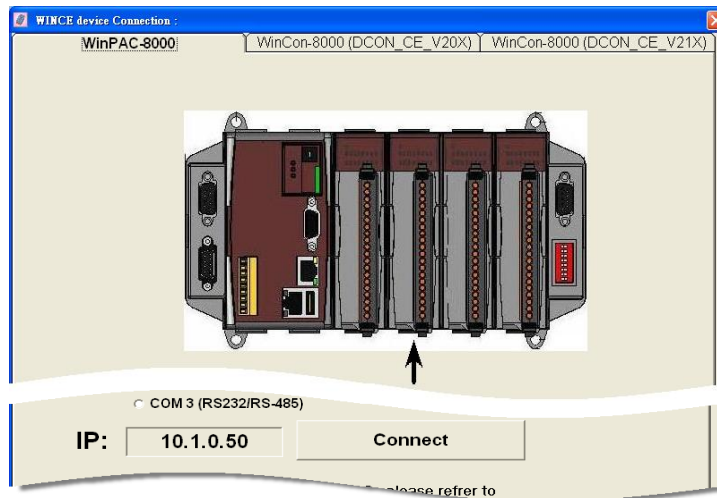 WINCE device Connection :
WinPAC-8000 WinCon-8000 (DCON_CE_V20X) WinCon-8000 (DCON_CE_V21X)
COM 3 (RS232/RS-485)
IP: 10.1.0.50 Connect
please refrer to